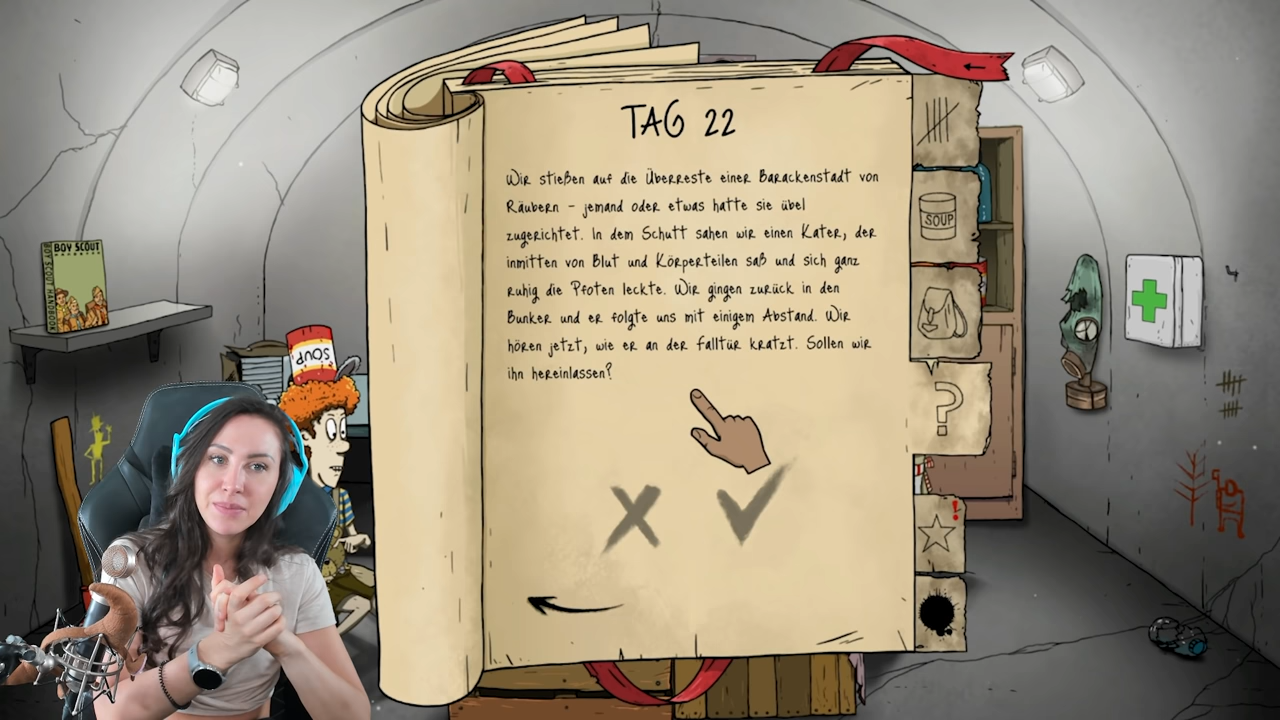 TAG 22
Wir stießen auf die Überreste einer Barackenstadt von
Räubern - jemand oder etwas hatte sie übel
zugerichtet. In dem Schutt sahen wir einen Kater, der
inmitten von Blut und Körperteilen saß und sich ganz
ruhig die Pfoten leckte. Wir gingen zurück in den
Bunker und er folgte uns mit einigem Abstand. Wir
hören jetzt, wie er an der Falltür kratzt. Sollen wir
ihn hereinlassen?
SOUP
?
!
BOY SCOUT
BOY SCOUT HANDBOOK
SOUP